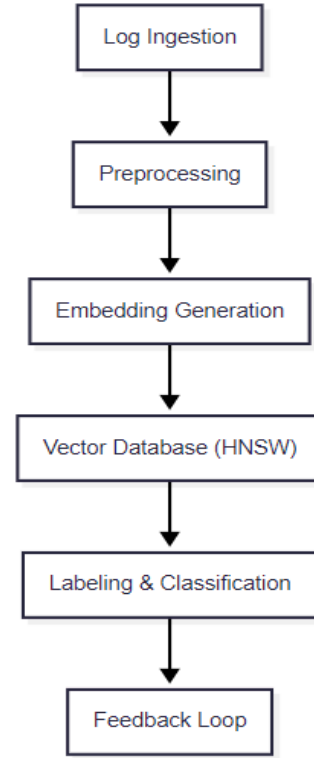 Log Ingestion
Preprocessing
Embedding Generation
Vector Database (HNSW)
Labeling & Classification
Feedback Loop